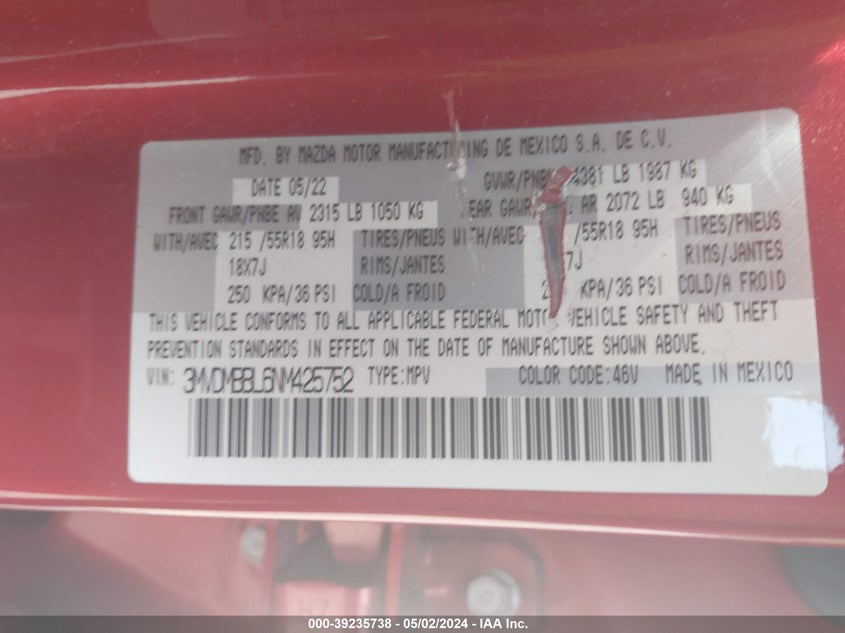 MFD. BY MAZDA MOTOR MANUFACTURING DE MEXICO S.A. DE C.V.
DATE 05/22 GVWR/PNBV 4381 LB 1987 KG
FRONT GAWR/PNBE AV 2315 LB 1050 KG REAR GAWR/ AR 2072 LB 940 KG
WITH/AVEC 215 /55R18 95H TIRES/PNEUS WITH/AVEC /55R18 95H TIRES/PNEUS
18X7J RIMS/JANTES 7J RIMS/JANTES
250 KPA/36 PSI COLD/A FROID KPA/36 PSI COLD/A FROID
THIS VEHICLE CONFORMS TO ALL APPLICABLE FEDERAL MOTOR VEHICLE SAFETY AND THEFT
PREVENTION STANDARDS IN EFFECT ON THE DATE OF MANUFACTURE SHOWN ABOVE.
VIN: 3MVDMBBL6NM425752 TYPE:MPV COLOR CODE:46V MADE IN MEXICO
000-39235738 - 05/02/2024 - IAA Inc.